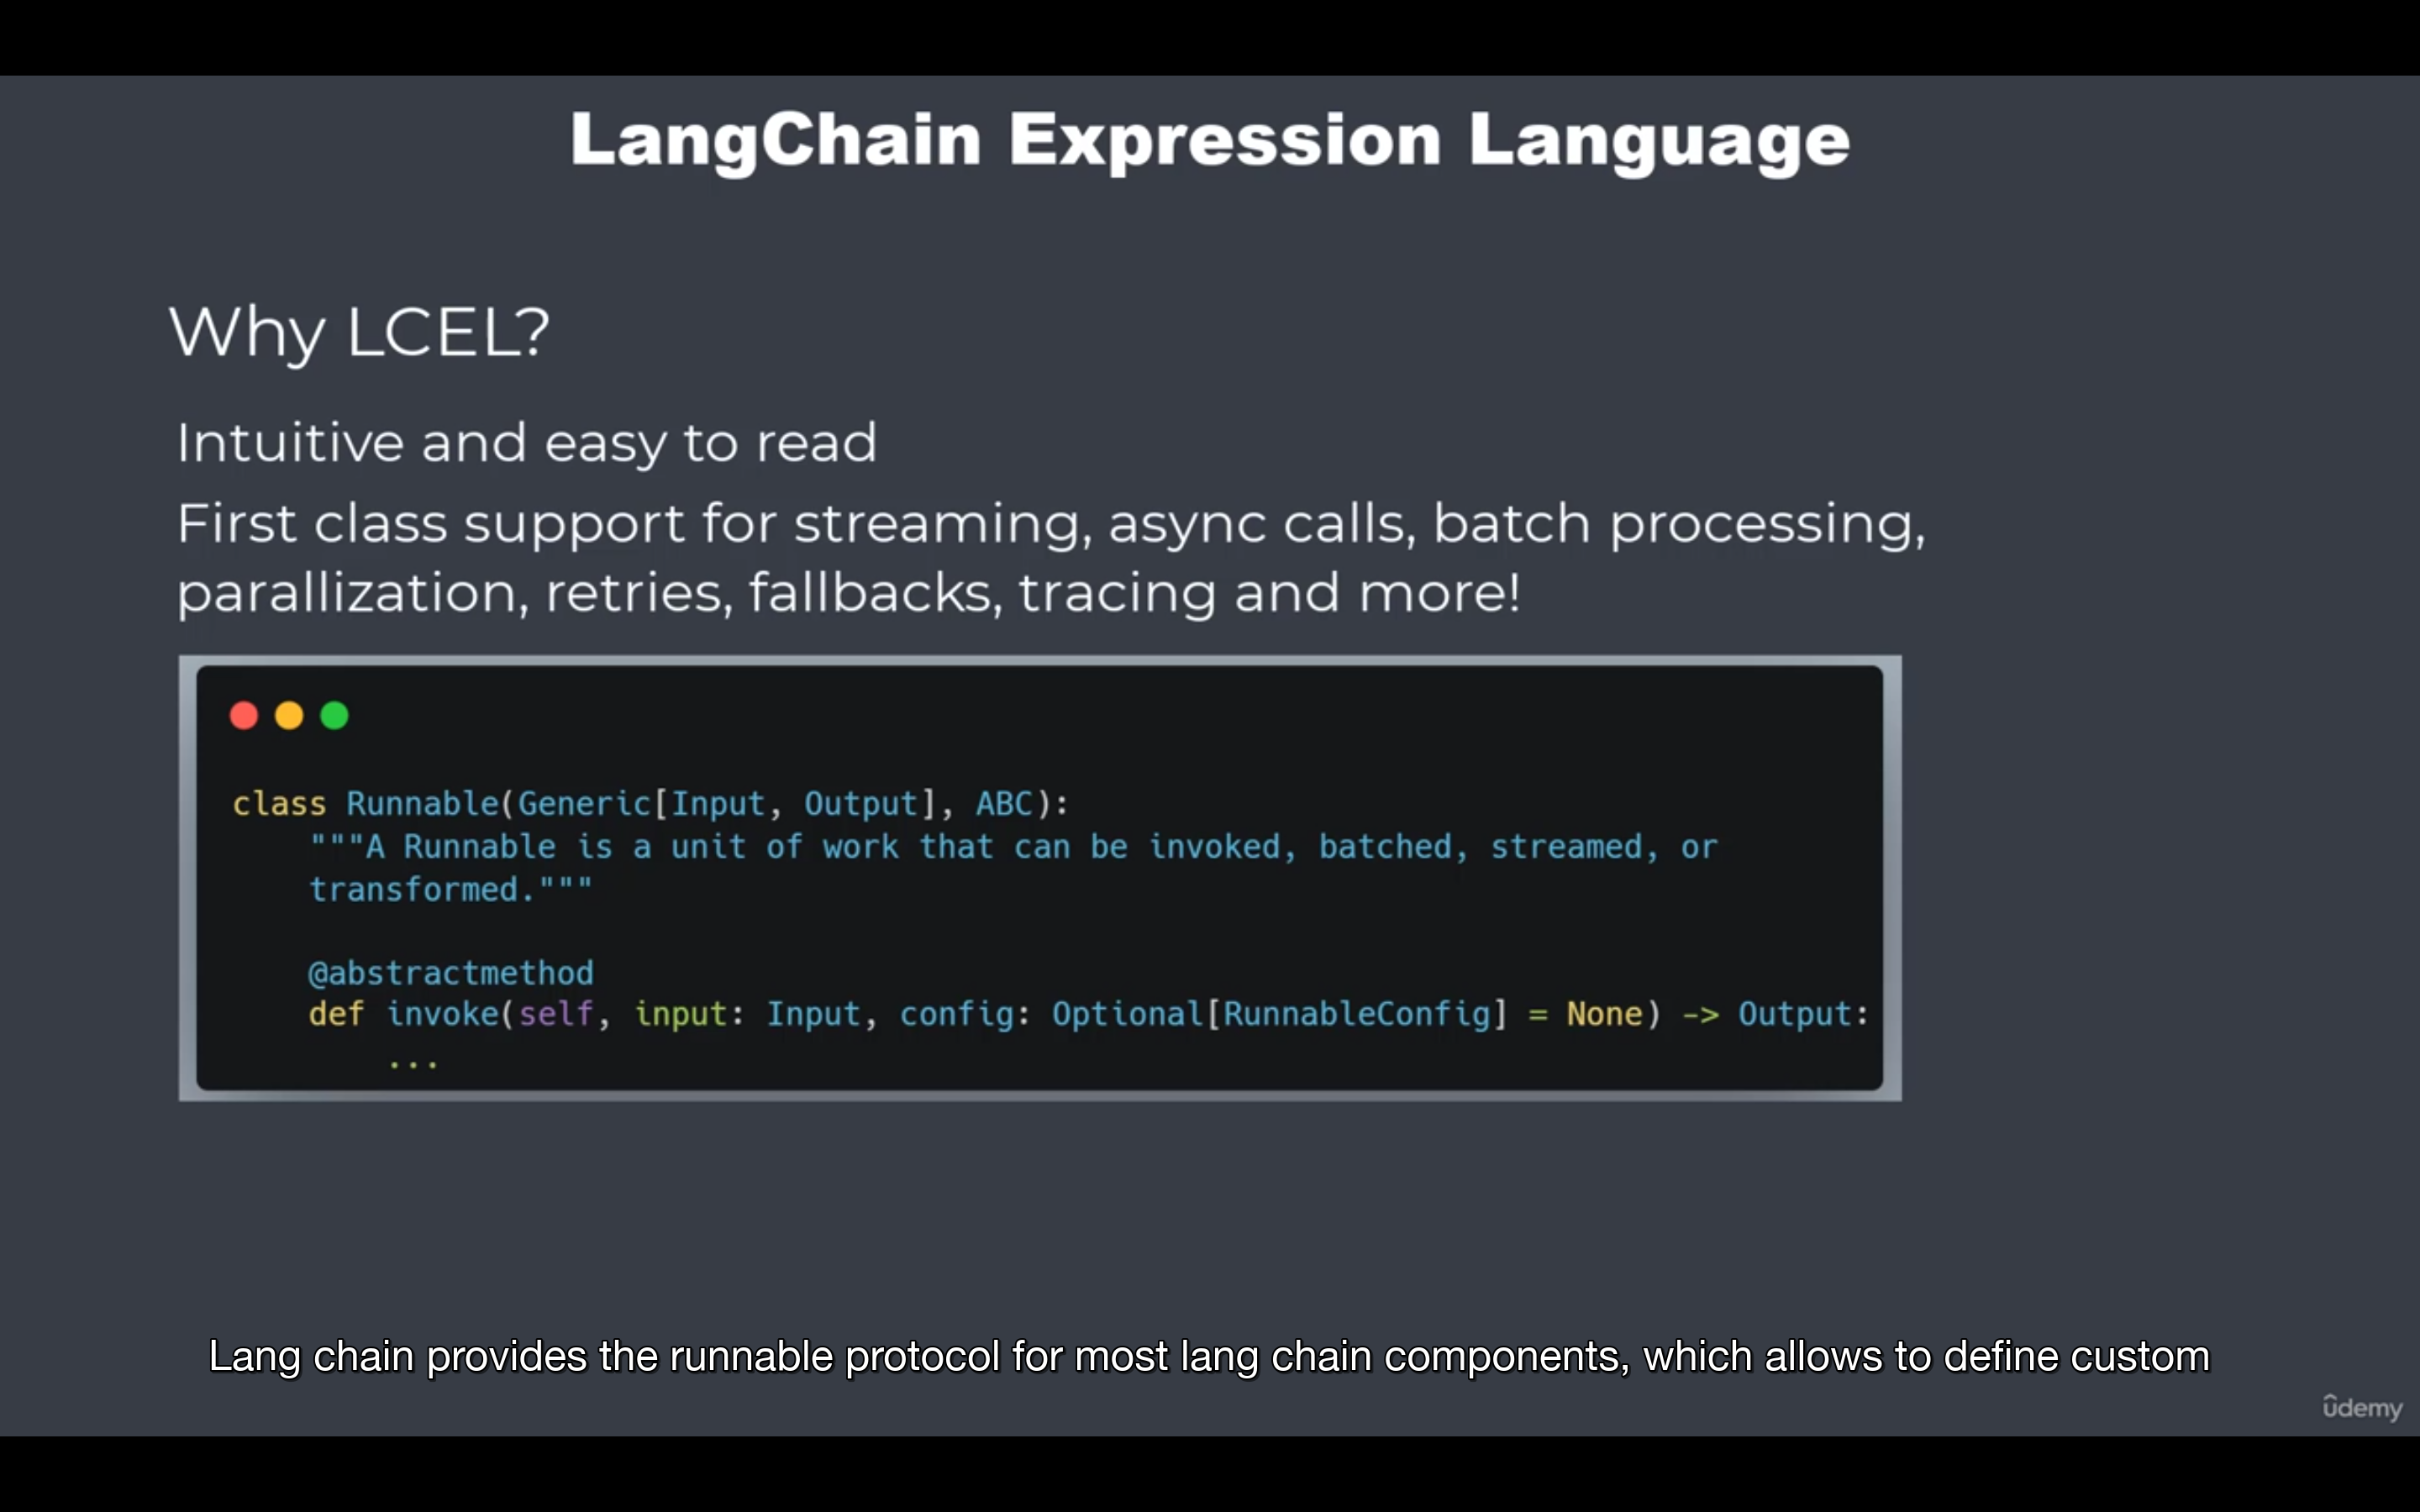 LangChain Expression Language
Why LCEL?
Intuitive and easy to read
First class support for streaming, async calls, batch processing,
parallization, retries, fallbacks, tracing and more!
class Runnable(Generic[Input, Output], ABC):
    """A Runnable is a unit of work that can be invoked, batched, streamed, or
    transformed."""
    @abstractmethod
    def invoke(self, input: Input, config: Optional[RunnableConfig] = None) -> Output:
        ...
Lang chain provides the runnable protocol for most lang chain components, which allows to define custom
ûdemy